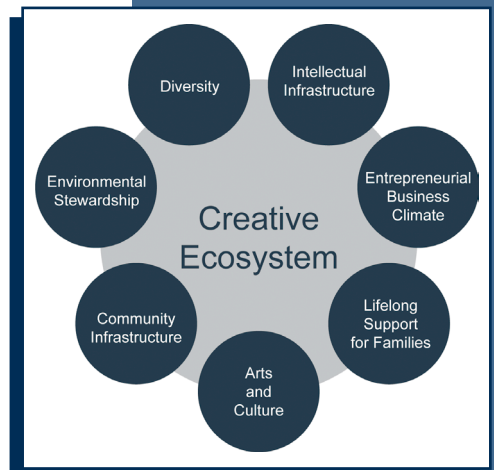 Diversity
Intellectual
Infrastructure
Entrepreneurial
Business
Climate
Lifelong
Support
for Families
Arts
and
Culture
Community
Infrastructure
Environmental
Stewardship
Creative
Ecosystem